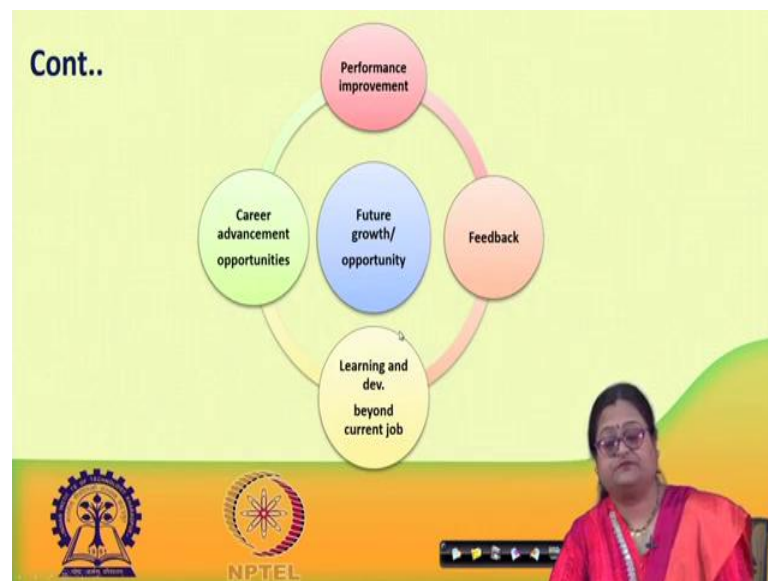 Cont..
Performance
improvement
Career
advancement
opportunities
Future
growth/
opportunity
Feedback
Learning and
dev.
beyond
current job
NPTEL